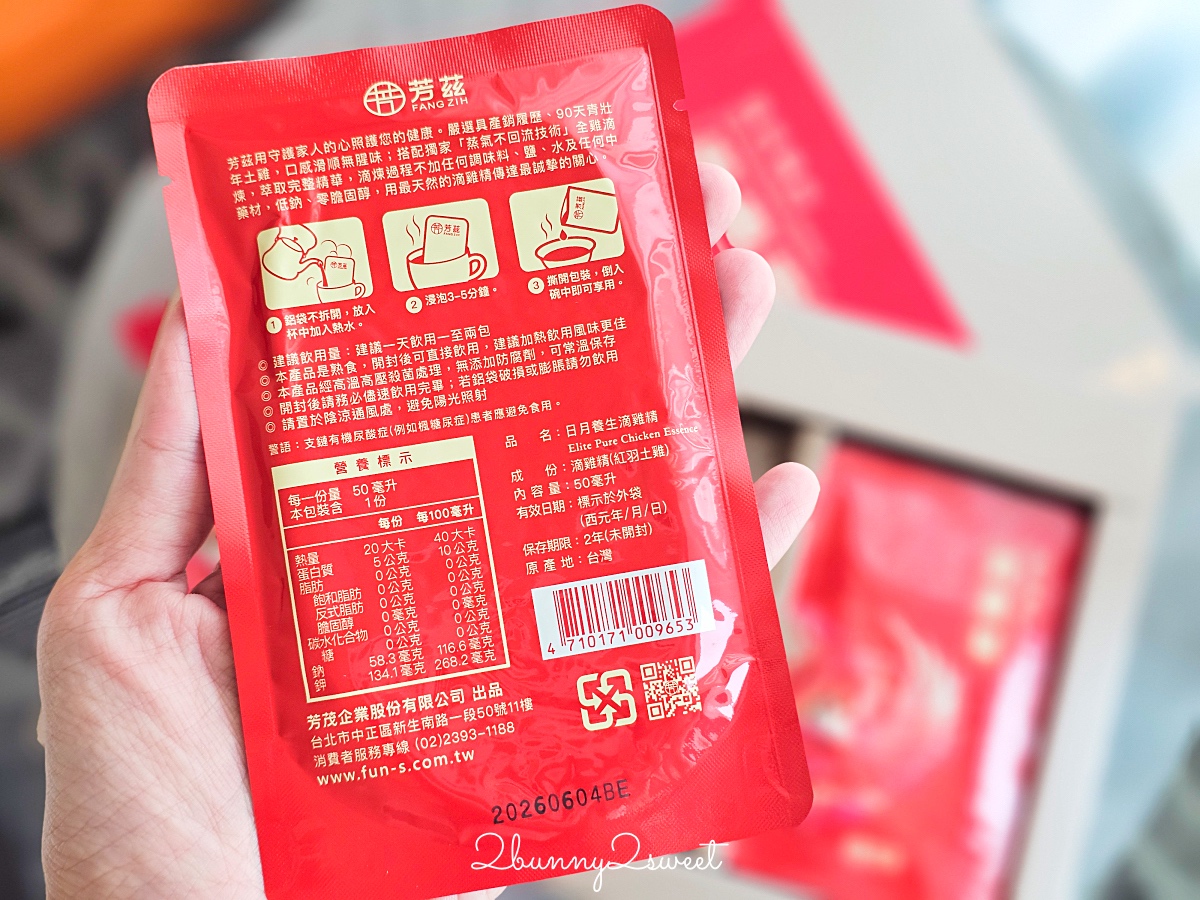 芳茲
FANG ZIH
芳茲用守護家人的心照護您的健康。嚴選具產銷履歷、90天青壯
年土雞，口感滑順無腥味；搭配獨家「蒸氣不回流技術」全雞滴
煉，萃取完整精華，滴煉過程不加任何調味料、鹽、水及任何中
藥材，低鈉、零膽固醇，用最天然的滴雞精傳達最誠摯的關心。
芳茲
芳茲
FANG ZIH
1 鋁袋不拆開，放入
杯中加入熱水。
2 浸泡3-5分鐘。
3 撕開包裝，倒入
碗中即可享用。
◎ 建議飲用量：建議一天飲用一至兩包
◎ 本產品是熟食，開封後可直接飲用，建議加熱飲用風味更佳
◎ 本產品經高溫高壓殺菌處理，無添加防腐劑，可常溫保存
◎ 開封後請務必儘速飲用完畢；若鋁袋破損或膨脹請勿飲用
◎ 請置於陰涼通風處，避免陽光照射
警語：支鏈有機尿酸症(例如楓糖尿症)患者應避免食用。
營養標示
每一份量 50 毫升
本包裝含 1份
每份 每100毫升
熱量 20 大卡 40 大卡
蛋白質 5 公克 10 公克
脂肪 0 公克 0 公克
飽和脂肪 0 公克 0 公克
反式脂肪 0 公克 0 公克
膽固醇 0 毫克 0 毫克
碳水化合物 0 公克 0 公克
糖 0 公克 0 公克
鈉 58.3 毫克 116.6 毫克
鉀 134.1 毫克 268.2 毫克
品 名：日月養生滴雞精
Elite Pure Chicken Essence
成 份：滴雞精(紅羽土雞)
內 容 量：50毫升
有效日期：標示於外袋
(西元年/月/日)
保存期限：2年(未開封)
原 產 地：台灣
4 710171 009653
芳茂企業股份有限公司 出品
台北市中正區新生南路一段50號11樓
消費者服務專線 (02)2393-1188
www.fun-s.com.tw
20260604BE
2bunny2sweet